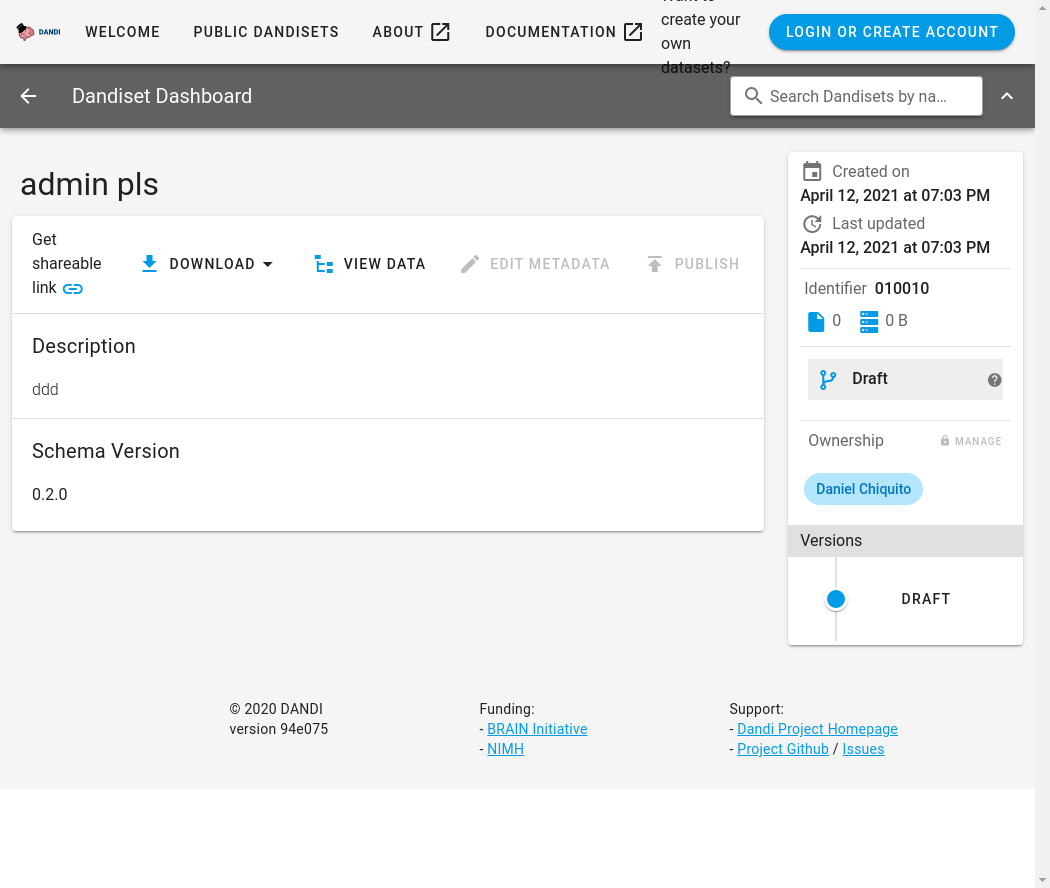 DANDI
WELCOME
PUBLIC DANDISETS
ABOUT
DOCUMENTATION
create your
own
datasets?
LOGIN OR CREATE ACCOUNT
Dandiset Dashboard
Search Dandisets by na…
admin pls
Get
shareable
link
DOWNLOAD
VIEW DATA
EDIT METADATA
PUBLISH
Description
ddd
Schema Version
0.2.0
Created on
April 12, 2021 at 07:03 PM
Last updated
April 12, 2021 at 07:03 PM
Identifier 010010
0
0 B
Draft
Ownership
MANAGE
Daniel Chiquito
Versions
DRAFT
© 2020 DANDI
version 94e075
Funding:
- BRAIN Initiative
- NIMH
Support:
- Dandi Project Homepage
- Project Github / Issues